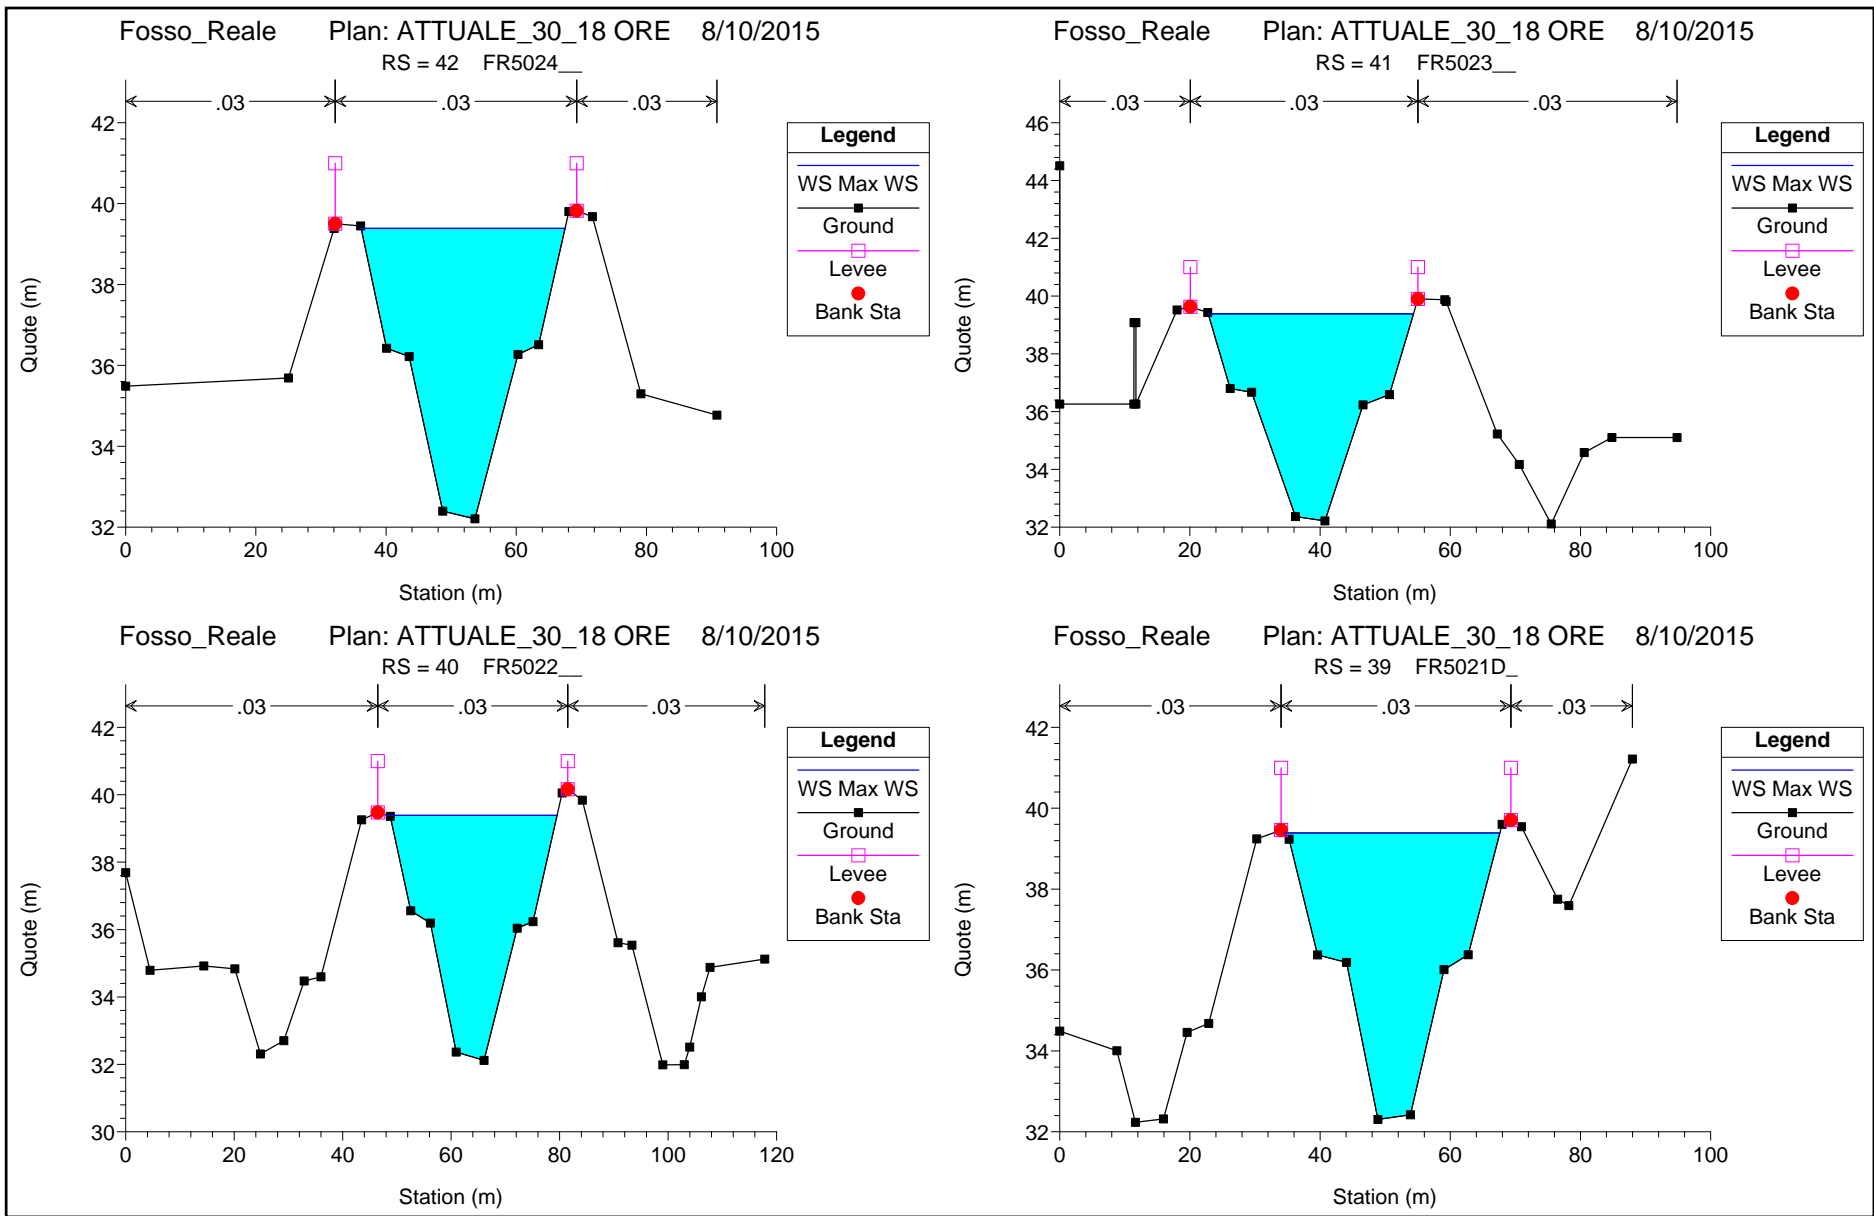 Fosso_Reale Plan: ATTUALE_30_18 ORE 8/10/2015
RS = 42 FR5024__
.03 .03 .03
42
40
38
36
34
32
0 20 40 60 80 100
Station (m)
Quote (m)
Legend
WS Max WS
Ground
Levee
Bank Sta
Fosso_Reale Plan: ATTUALE_30_18 ORE 8/10/2015
RS = 41 FR5023__
.03 .03 .03
46
44
42
40
38
36
34
32
0 20 40 60 80 100
Station (m)
Quote (m)
Legend
WS Max WS
Ground
Levee
Bank Sta
Fosso_Reale Plan: ATTUALE_30_18 ORE 8/10/2015
RS = 40 FR5022__
.03 .03 .03
42
40
38
36
34
32
30
0 20 40 60 80 100 120
Station (m)
Quote (m)
Legend
WS Max WS
Ground
Levee
Bank Sta
Fosso_Reale Plan: ATTUALE_30_18 ORE 8/10/2015
RS = 39 FR5021D_
.03 .03 .03
42
40
38
36
34
32
0 20 40 60 80 100
Station (m)
Quote (m)
Legend
WS Max WS
Ground
Levee
Bank Sta